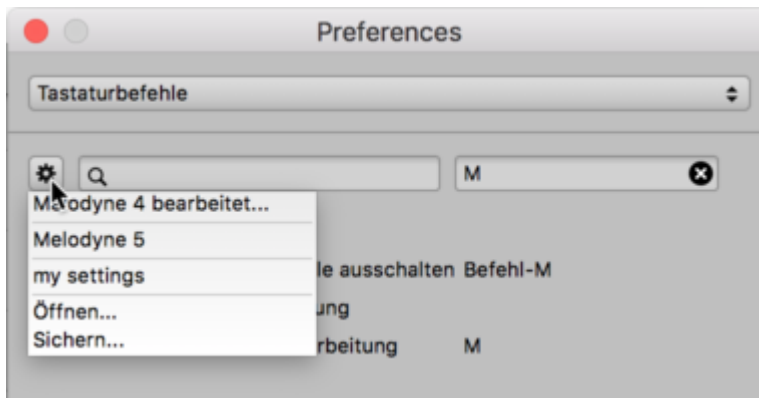 Preferences
Tastaturbefehle
M
Melodyne 4 bearbeitet...
Melodyne 5
my settings
le ausschalten Befehl-M
Öffnen...
ung
Sichern...
rbeitung M